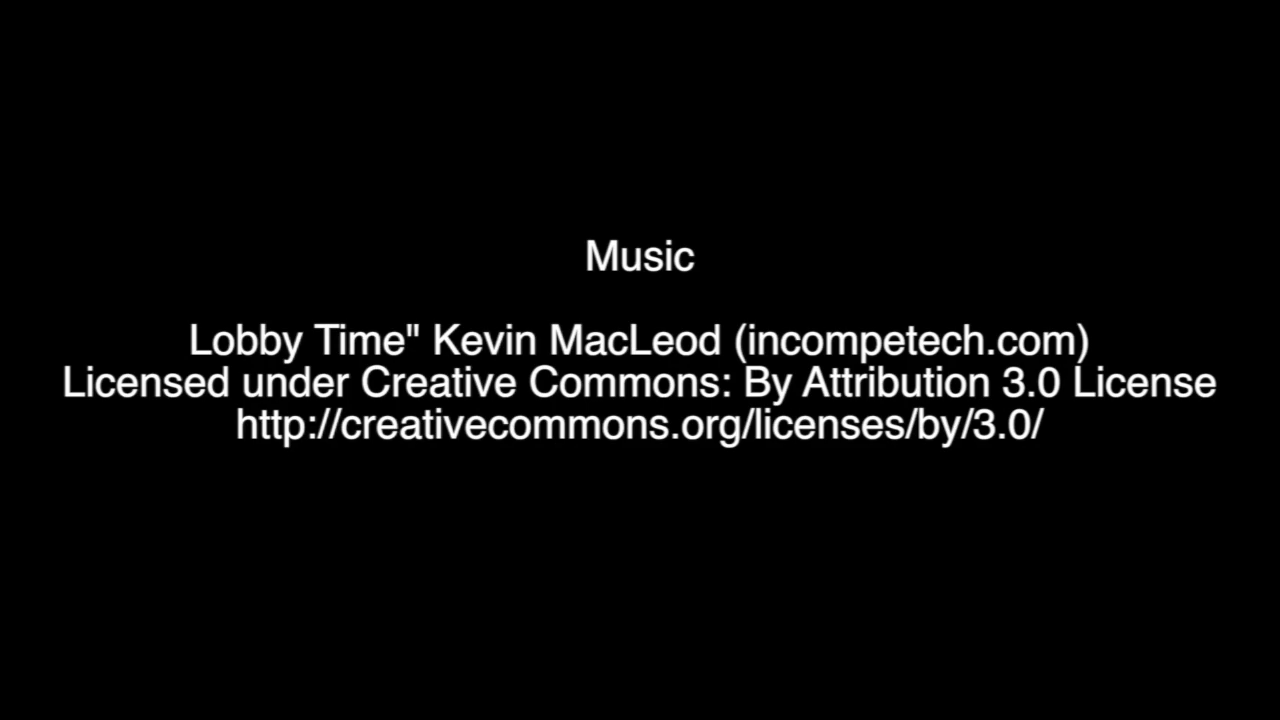 Music
Lobby Time" Kevin MacLeod (incompetech.com)
Licensed under Creative Commons: By Attribution 3.0 License
http://creativecommons.org/licenses/by/3.0/